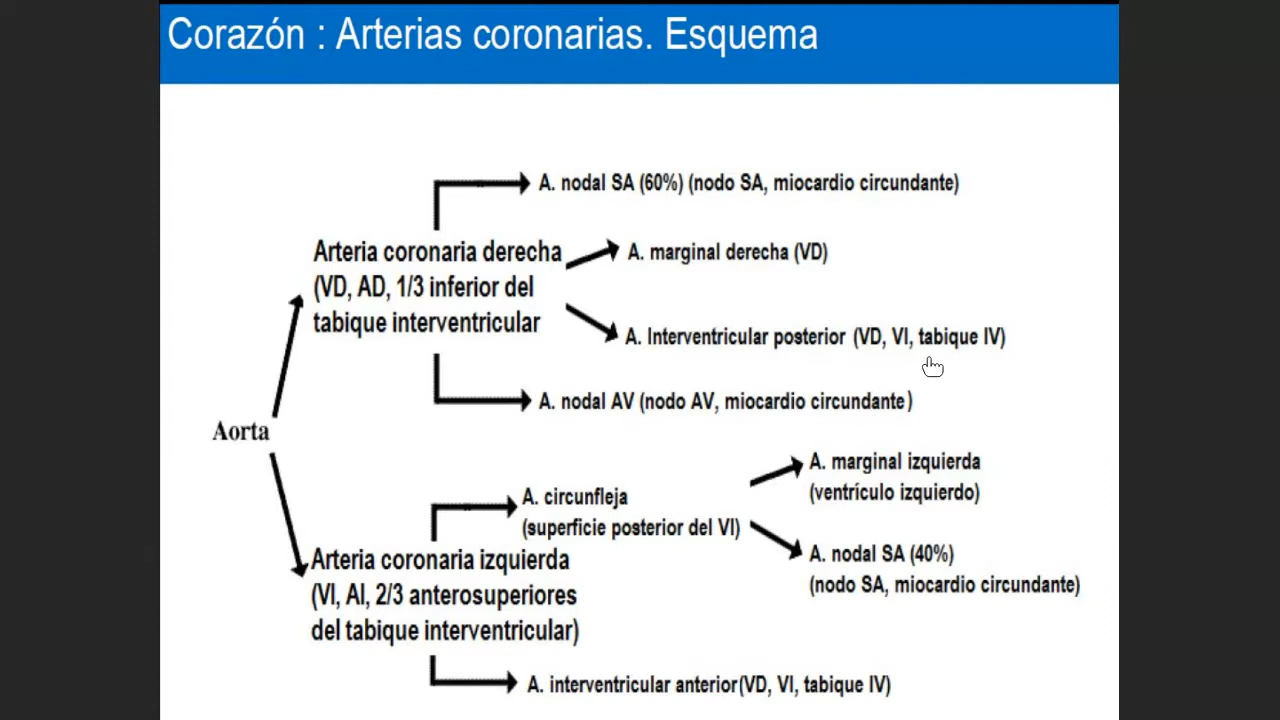 Corazón : Arterias coronarias. Esquema
A. nodal SA (60%) (nodo SA, miocardio circundante)
Arteria coronaria derecha
(VD, AD, 1/3 inferior del
tabique interventricular
A. marginal derecha (VD)
A. Interventricular posterior (VD, VI, tabique IV)
A. nodal AV (nodo AV, miocardio circundante)
Aorta
A. marginal izquierda
(ventrículo izquierdo)
A. circunfleja
(superficie posterior del VI)
A. nodal SA (40%)
(nodo SA, miocardio circundante)
Arteria coronaria izquierda
(VI, AI, 2/3 anterosuperiores
del tabique interventricular)
A. interventricular anterior(VD, VI, tabique IV)